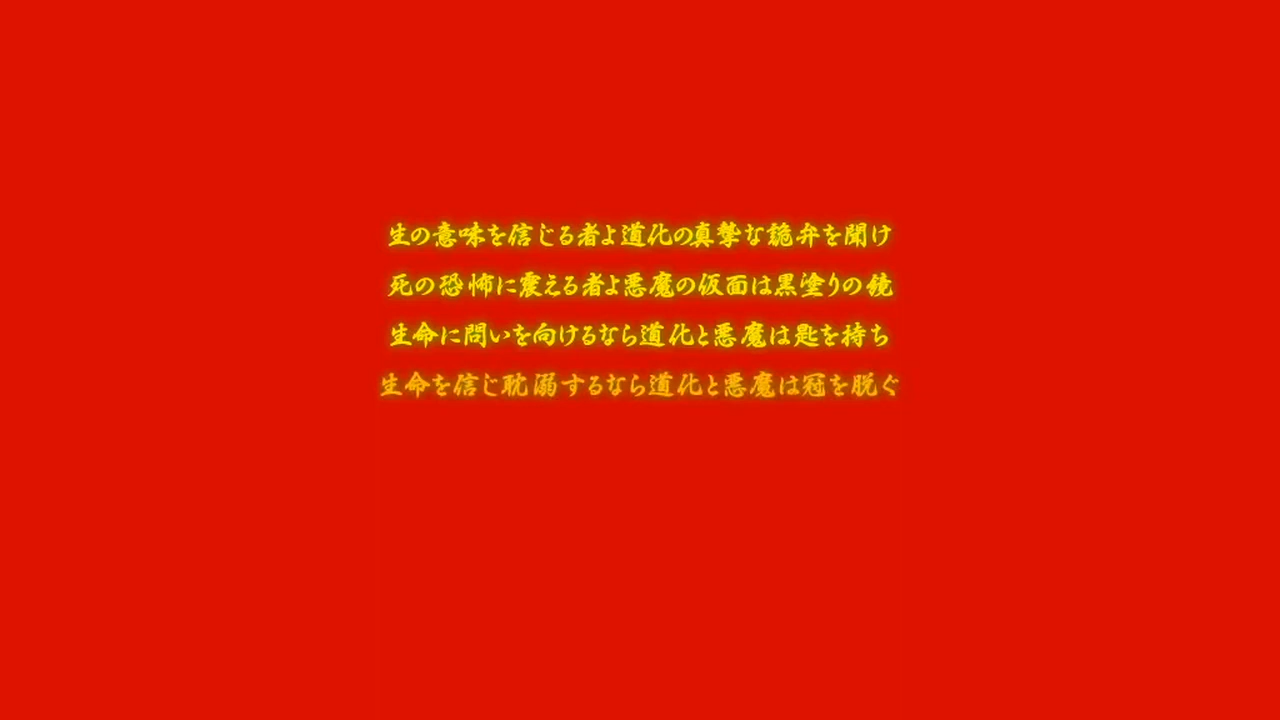 生の意味を信じる者よ道化の真摯な詭弁を聞け
死の恐怖に震える者よ悪魔の仮面は黒塗りの鏡
生命に問いを向けるなら道化と悪魔は匙を持ち
生命を信じ耽溺するなら道化と悪魔は冠を脱ぐ